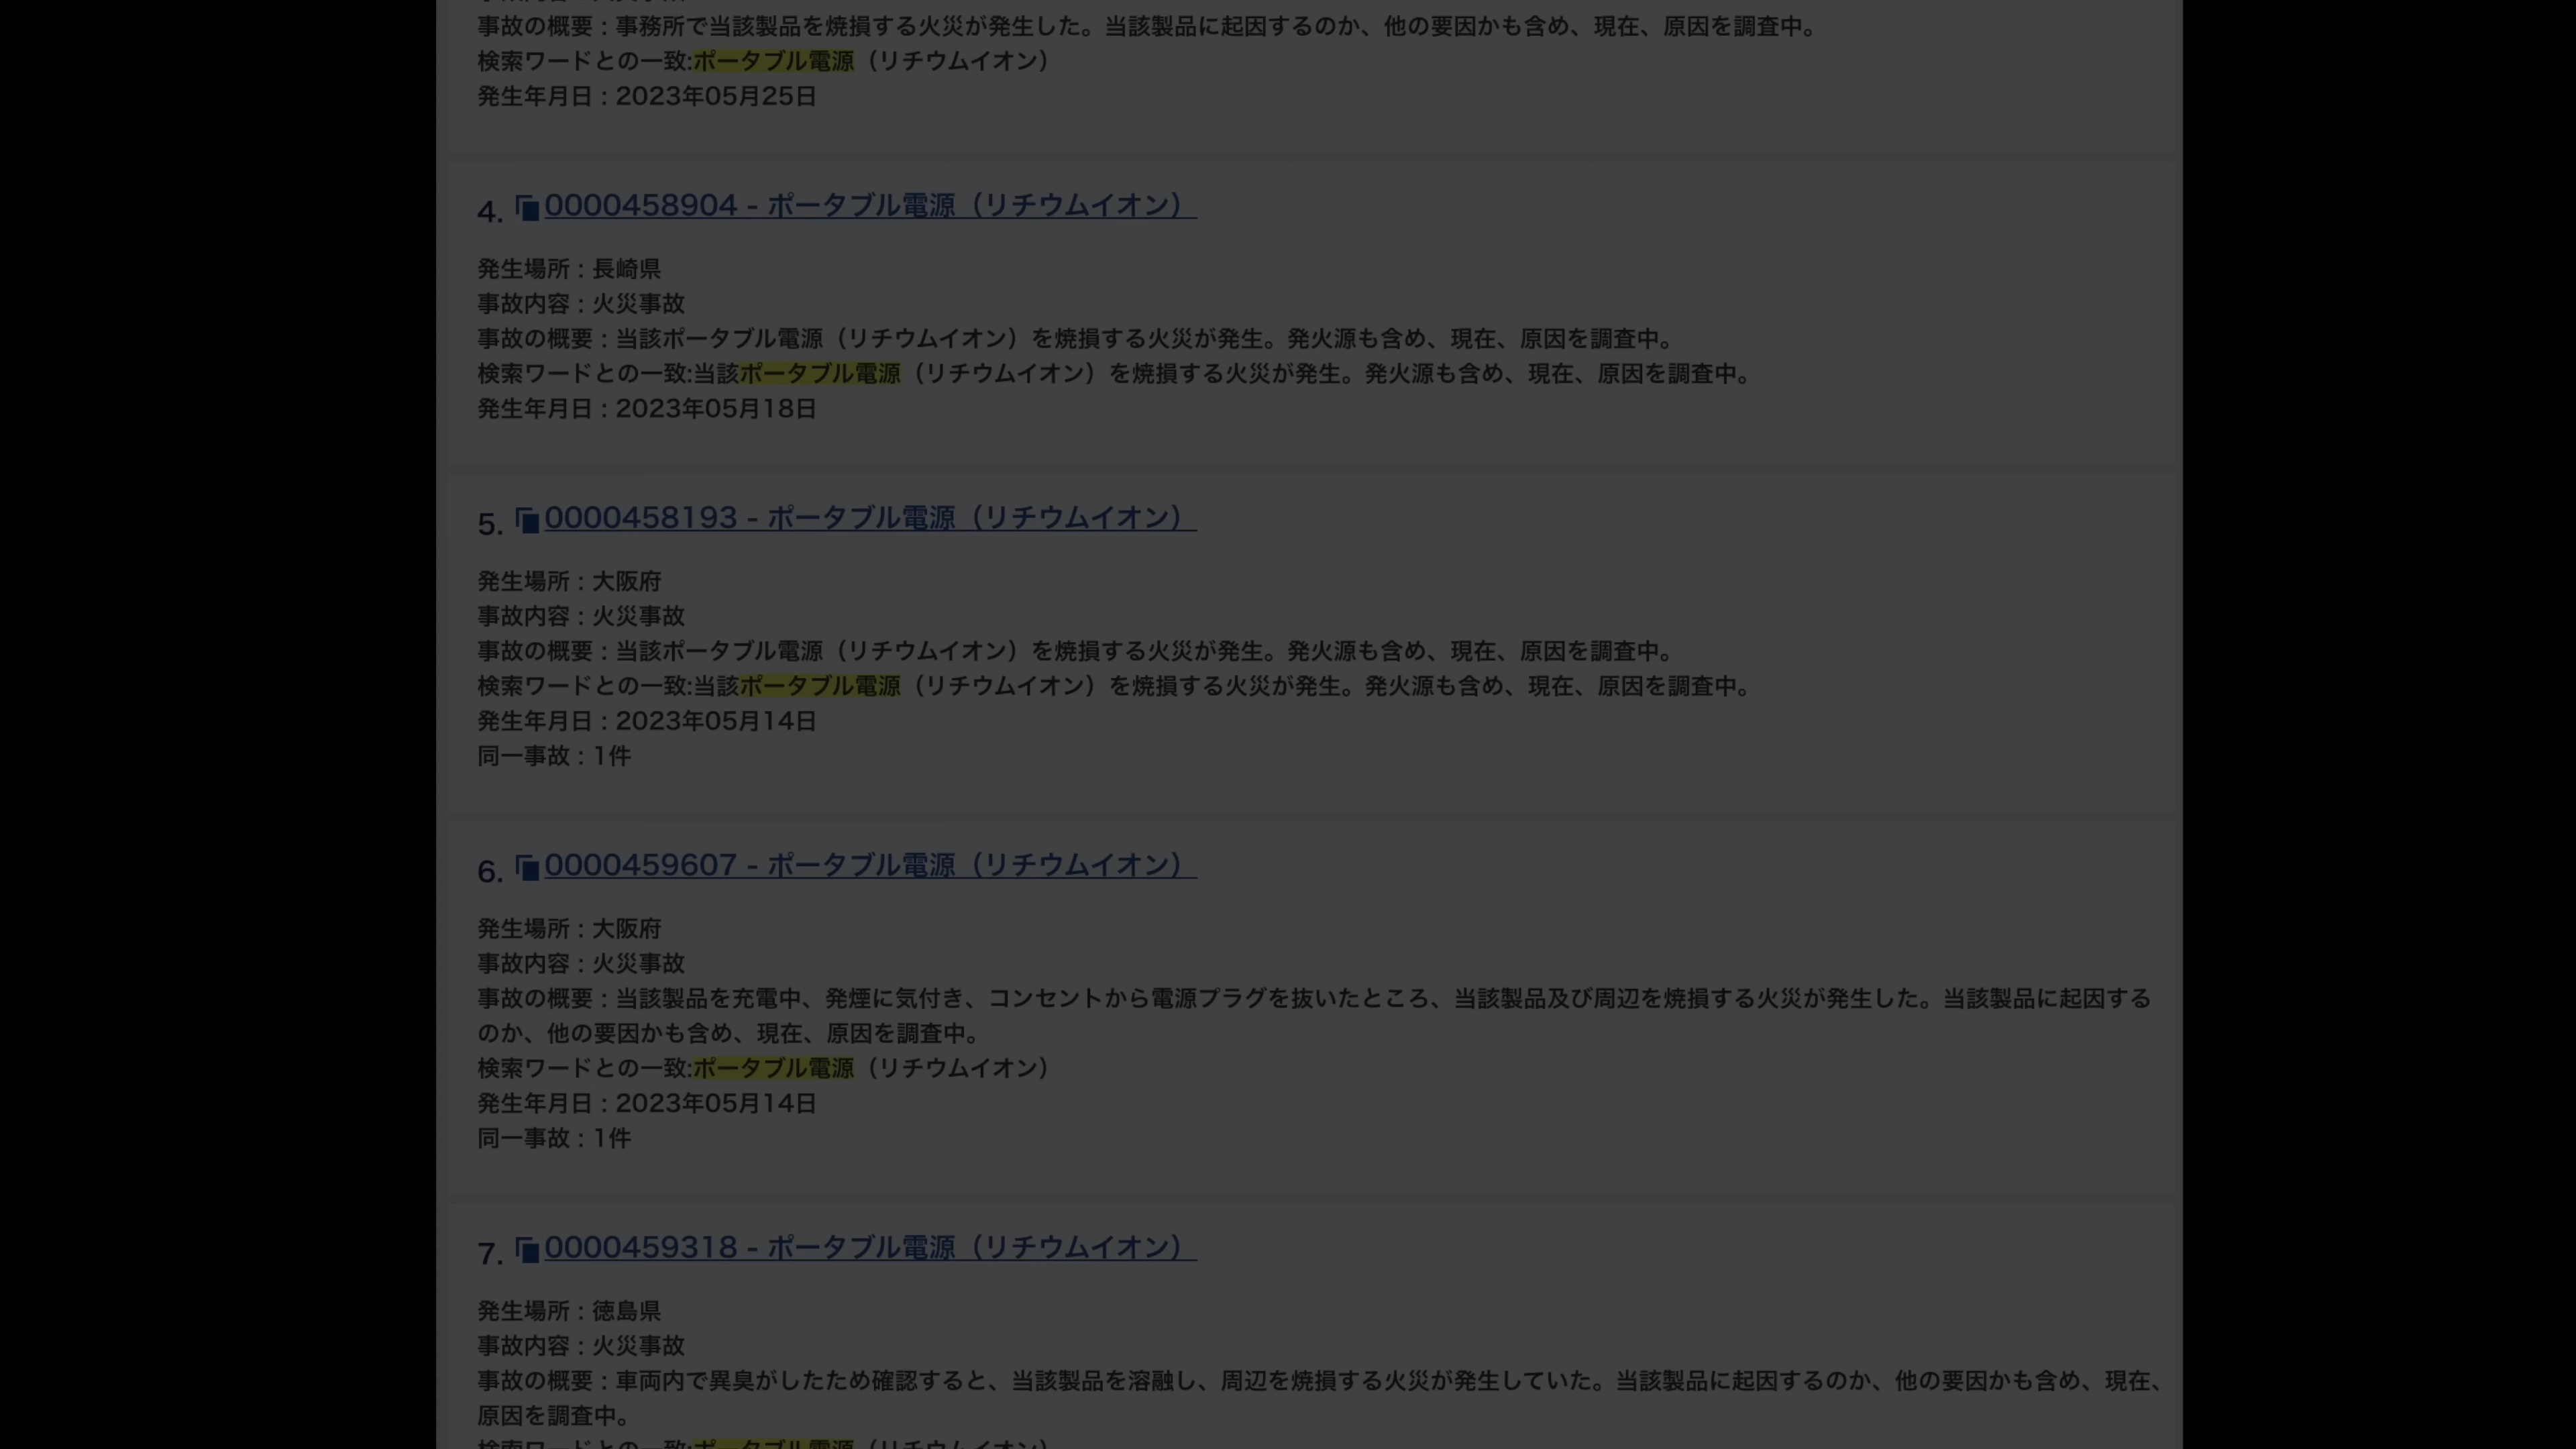 事故の概要：事務所で当該製品を焼損する火災が発生した。当該製品に起因するのか、他の要因かも含め、現在、原因を調査中。
検索ワードとの一致:ポータブル電源（リチウムイオン）
発生年月日：2023年05月25日
4. 0000458904 - ポータブル電源（リチウムイオン）
発生場所：長崎県
事故内容：火災事故
事故の概要：当該ポータブル電源（リチウムイオン）を焼損する火災が発生。発火源も含め、現在、原因を調査中。
検索ワードとの一致:当該ポータブル電源（リチウムイオン）を焼損する火災が発生。発火源も含め、現在、原因を調査中。
発生年月日：2023年05月18日
5. 0000458193 - ポータブル電源（リチウムイオン）
発生場所：大阪府
事故内容：火災事故
事故の概要：当該ポータブル電源（リチウムイオン）を焼損する火災が発生。発火源も含め、現在、原因を調査中。
検索ワードとの一致:当該ポータブル電源（リチウムイオン）を焼損する火災が発生。発火源も含め、現在、原因を調査中。
発生年月日：2023年05月14日
同一事故：1件
6. 0000459607 - ポータブル電源（リチウムイオン）
発生場所：大阪府
事故内容：火災事故
事故の概要：当該製品を充電中、発煙に気付き、コンセントから電源プラグを抜いたところ、当該製品及び周辺を焼損する火災が発生した。当該製品に起因する
のか、他の要因かも含め、現在、原因を調査中。
検索ワードとの一致:ポータブル電源（リチウムイオン）
発生年月日：2023年05月14日
同一事故：1件
7. 0000459318 - ポータブル電源（リチウムイオン）
発生場所：徳島県
事故内容：火災事故
事故の概要：車両内で異臭がしたため確認すると、当該製品を溶融し、周辺を焼損する火災が発生していた。当該製品に起因するのか、他の要因かも含め、現在、
原因を調査中。
検索ワードとの一致:ポータブル電源（リチウムイオン）